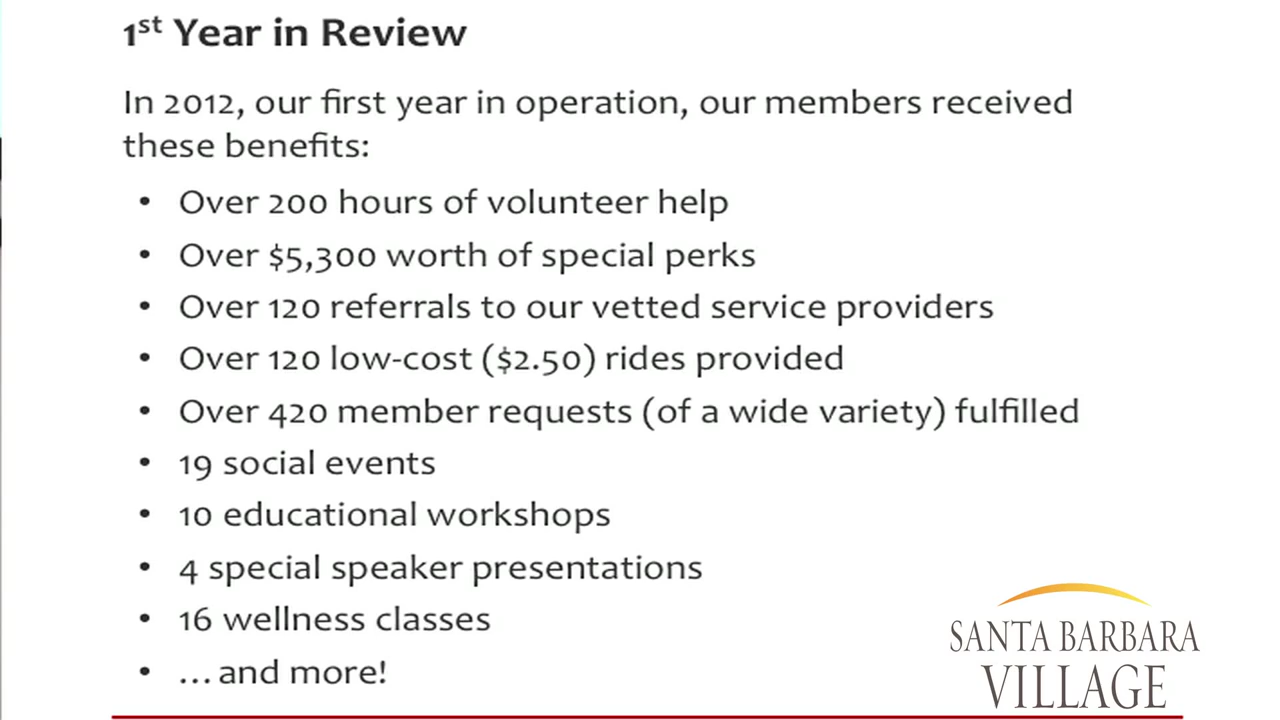 1st Year in Review
In 2012, our first year in operation, our members received
these benefits:
• Over 200 hours of volunteer help
• Over $5,300 worth of special perks
• Over 120 referrals to our vetted service providers
• Over 120 low-cost ($2.50) rides provided
• Over 420 member requests (of a wide variety) fulfilled
• 19 social events
• 10 educational workshops
• 4 special speaker presentations
• 16 wellness classes
• …and more!
SANTA BARBARA
VILLAGE